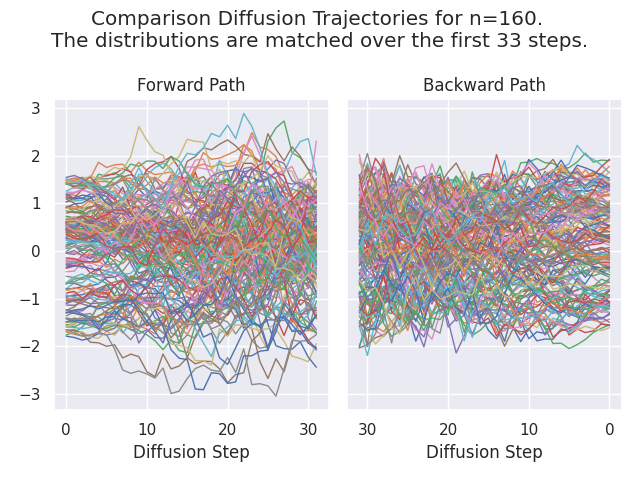 Comparison Diffusion Trajectories for n=160.
The distributions are matched over the first 33 steps.
Forward Path
Backward Path
3
2
1
0
−1
−2
−3
0 10 20 30
30 20 10 0
Diffusion Step
Diffusion Step